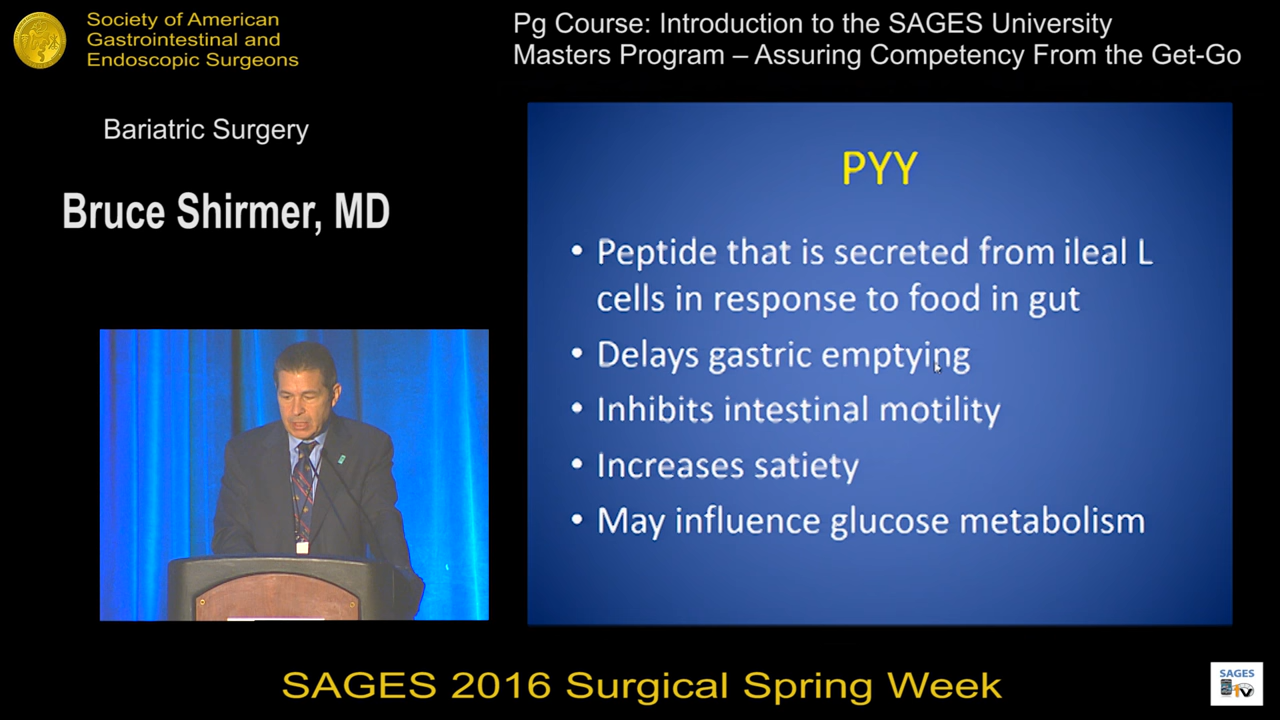 Society of American
Gastrointestinal and
Endoscopic Surgeons
Pg Course: Introduction to the SAGES University
Masters Program – Assuring Competency From the Get-Go
Bariatric Surgery
Bruce Shirmer, MD
PYY
• Peptide that is secreted from ileal L
cells in response to food in gut
• Delays gastric emptying
• Inhibits intestinal motility
• Increases satiety
• May influence glucose metabolism
SAGES 2016 Surgical Spring Week
SAGES
TV